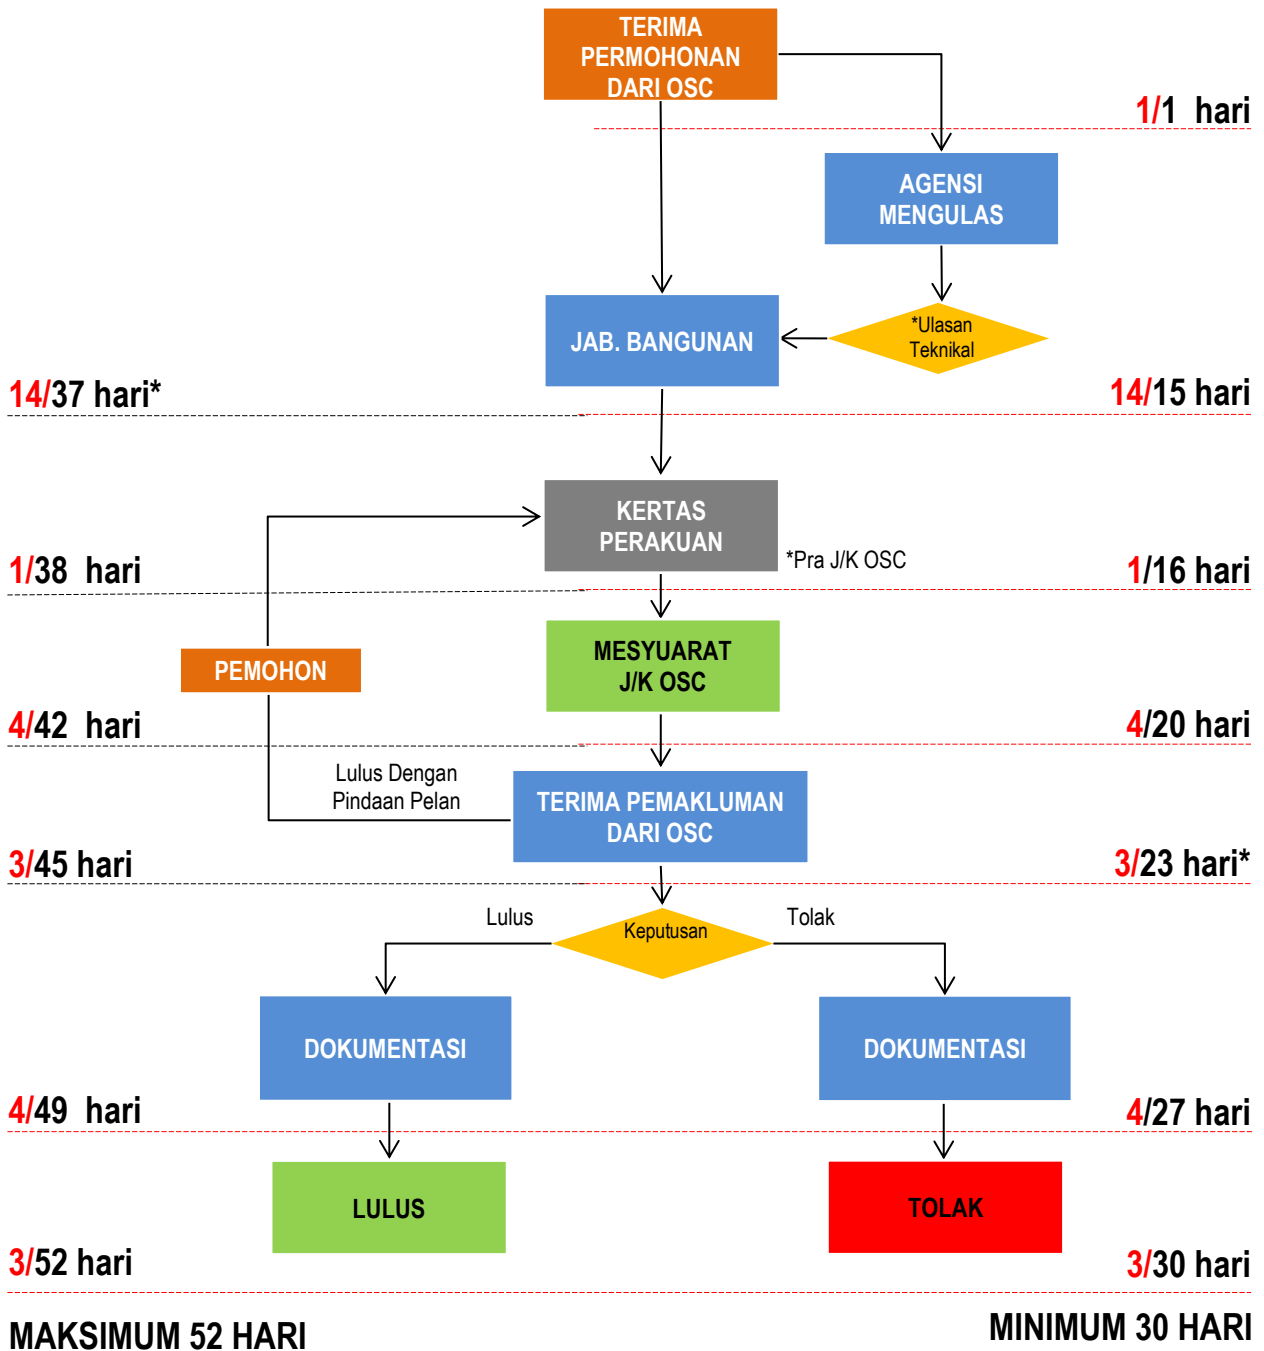 TERIMA
PERMOHONAN
DARI OSC
1/1 hari
AGENSI
MENGULAS
JAB. BANGUNAN
*Ulasan
Teknikal
14/37 hari*
14/15 hari
KERTAS
PERAKUAN
*Pra J/K OSC
1/38 hari
1/16 hari
MESYUARAT
J/K OSC
PEMOHON
4/42 hari
4/20 hari
Lulus Dengan
Pindaan Pelan
TERIMA PEMAKLUMAN
DARI OSC
3/45 hari
3/23 hari*
Lulus
Keputusan
Tolak
DOKUMENTASI
DOKUMENTASI
4/49 hari
4/27 hari
LULUS
TOLAK
3/52 hari
3/30 hari
MAKSIMUM 52 HARI
MINIMUM 30 HARI